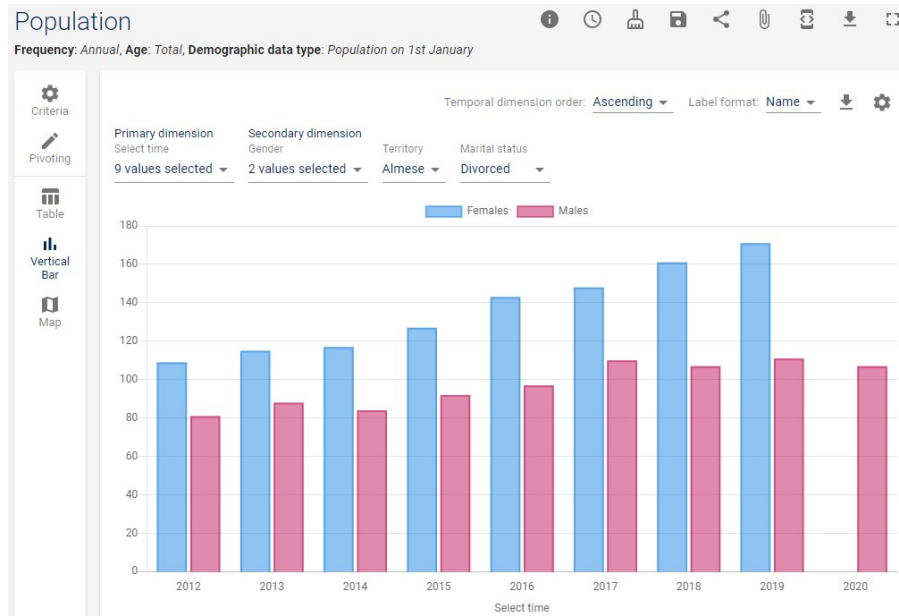 Population
Frequency: Annual, Age: Total, Demographic data type: Population on 1st January
Criteria
Pivoting
Table
Vertical
Bar
Map
Temporal dimension order: Ascending Label format: Name
Primary dimension Secondary dimension
Select time Gender Territory Marital status
9 values selected 2 values selected Almese Divorced
Females Males
180
160
140
120
100
80
60
40
20
0
2012 2013 2014 2015 2016 2017 2018 2019 2020
Select time